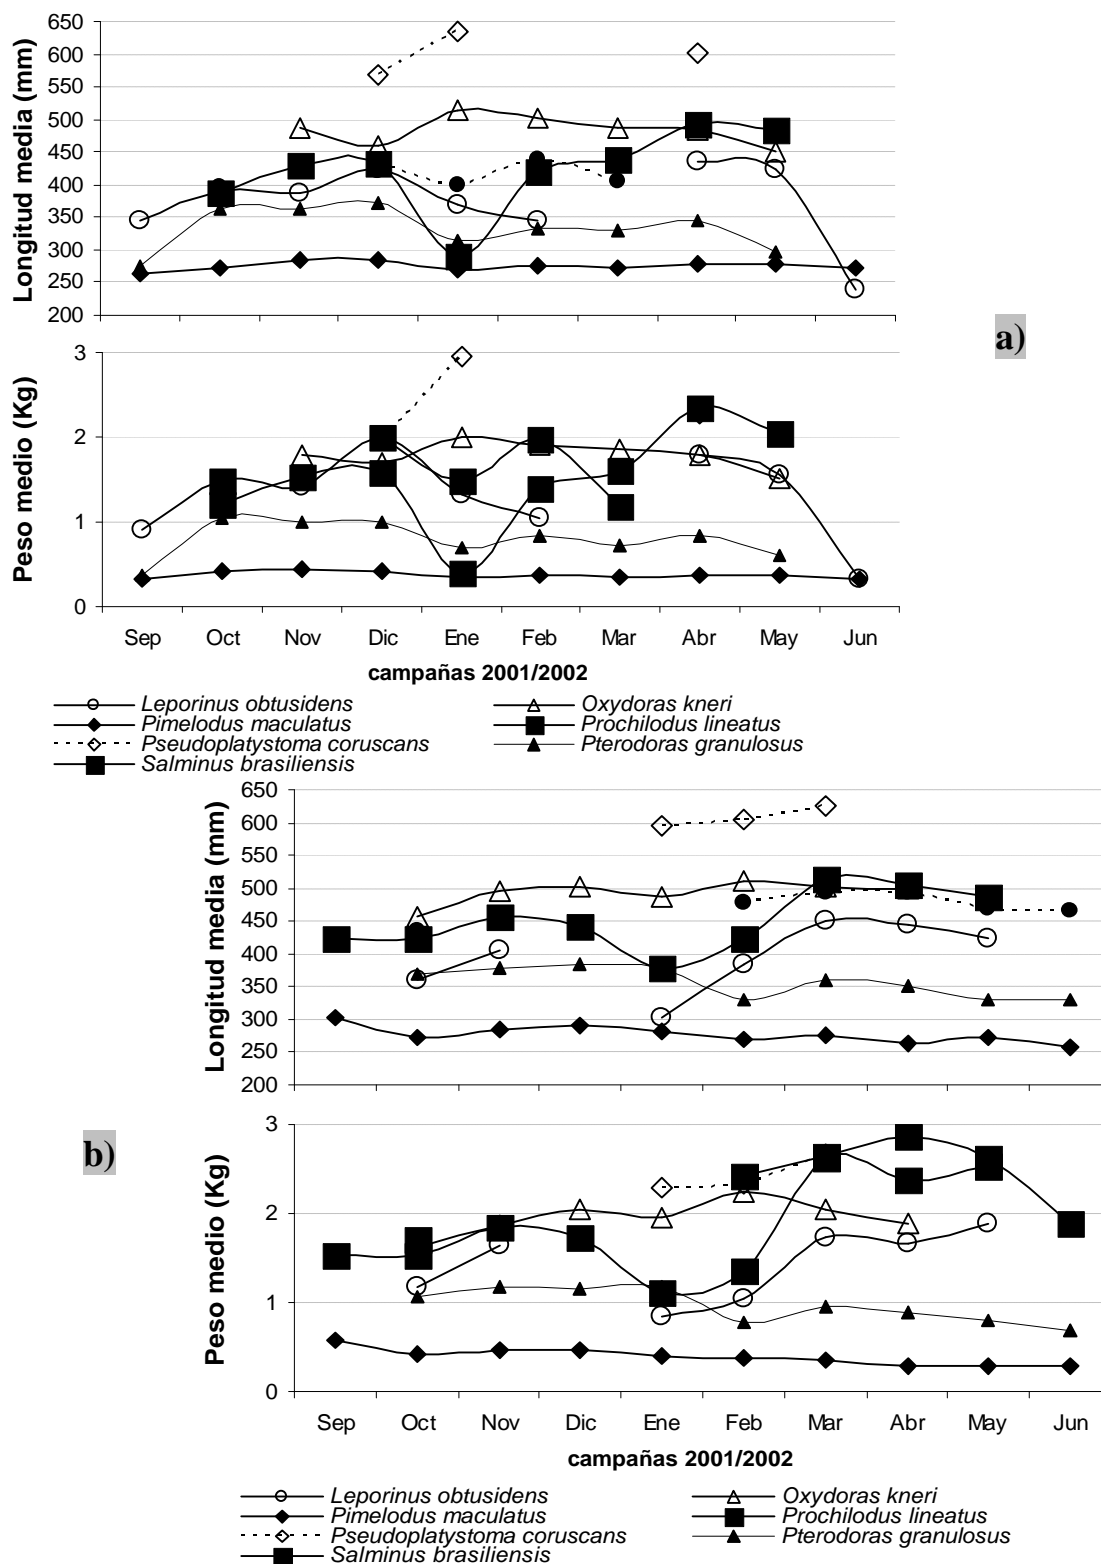 650
600
550
500
450
400
350
300
250
200
Longitud media (mm)
a)
3
2
1
0
Peso medio (Kg)
Sep Oct Nov Dic Ene Feb Mar Abr May Jun
campañas 2001/2002
Leporinus obtusidens Oxydoras kneri
Pimelodus maculatus Prochilodus lineatus
Pseudoplatystoma coruscans Pterodoras granulosus
Salminus brasiliensis
650
600
550
500
450
400
350
300
250
200
Longitud media (mm)
b)
3
2
1
0
Peso medio (Kg)
Sep Oct Nov Dic Ene Feb Mar Abr May Jun
campañas 2001/2002
Leporinus obtusidens Oxydoras kneri
Pimelodus maculatus Prochilodus lineatus
Pseudoplatystoma coruscans Pterodoras granulosus
Salminus brasiliensis